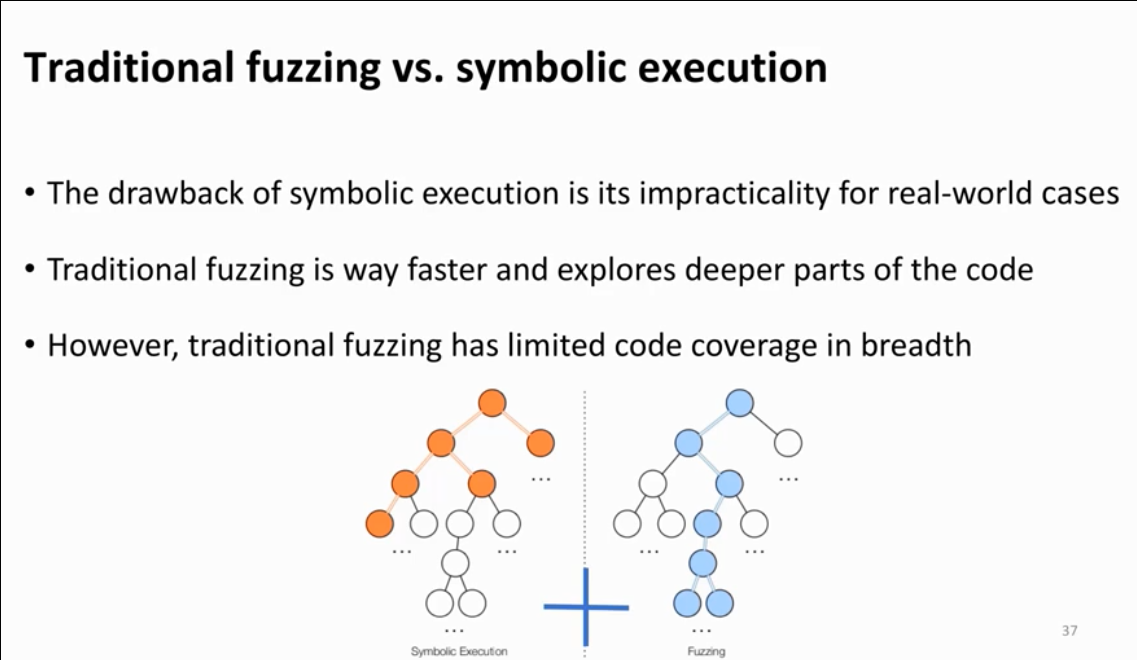 Traditional fuzzing vs. symbolic execution
• The drawback of symbolic execution is its impracticality for real-world cases
• Traditional fuzzing is way faster and explores deeper parts of the code
• However, traditional fuzzing has limited code coverage in breadth
...
...
...
...
...
...
...
...
Symbolic Execution
Fuzzing
37